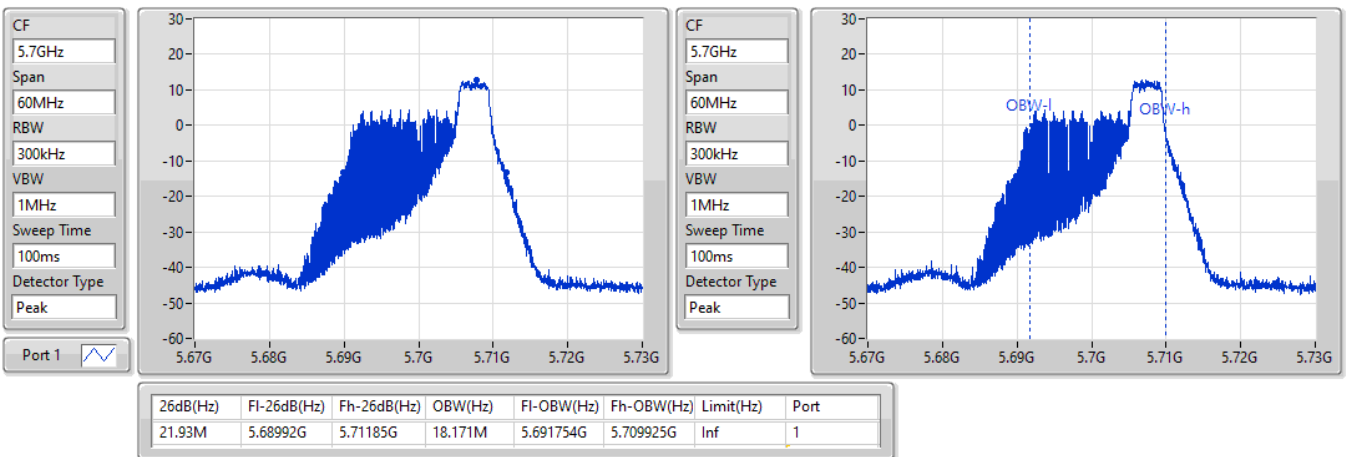 CF
5.7GHz
Span
60MHz
RBW
300kHz
VBW
1MHz
Sweep Time
100ms
Detector Type
Peak
Port 1
30
20
10
0
-10
-20
-30
-40
-50
-60
5.67G 5.68G 5.69G 5.7G 5.71G 5.72G 5.73G
CF
5.7GHz
Span
60MHz
RBW
300kHz
VBW
1MHz
Sweep Time
100ms
Detector Type
Peak
30
20
10
0
-10
-20
-30
-40
-50
-60
OBW-l
OBW-h
5.67G 5.68G 5.69G 5.7G 5.71G 5.72G 5.73G
26dB(Hz) Fl-26dB(Hz) Fh-26dB(Hz) OBW(Hz) Fl-OBW(Hz) Fh-OBW(Hz) Limit(Hz) Port
21.93M 5.68992G 5.71185G 18.171M 5.691754G 5.709925G Inf 1